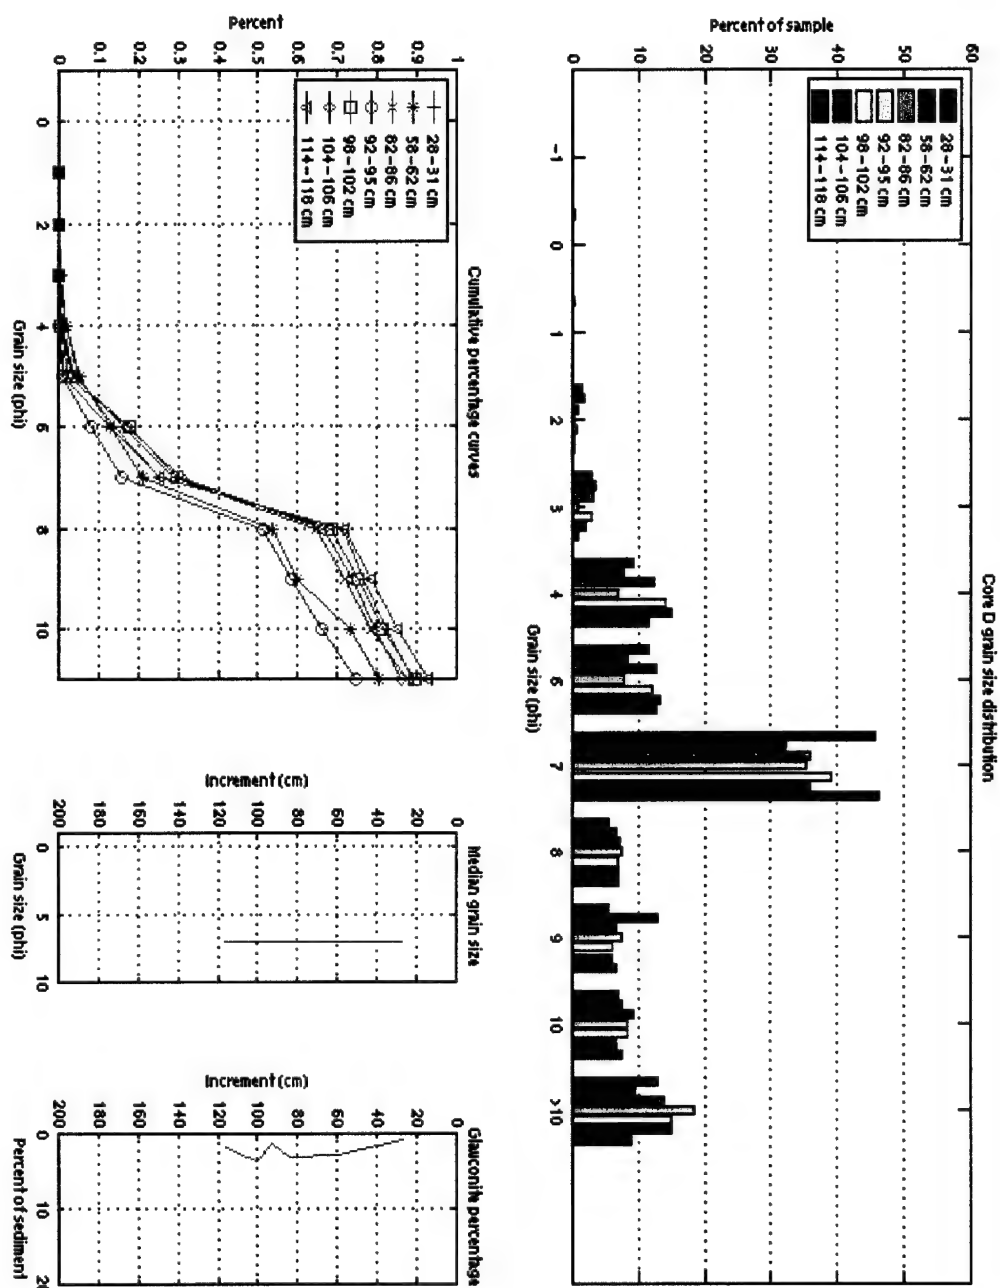 Core D grain size distribution
Percent of sample
60
50
40
30
20
10
0
28-31 cm
58-62 cm
82-86 cm
92-95 cm
98-102 cm
104-106 cm
114-118 cm
-1 0 1 2 3 4 6 7 8 9 10 >10
Grain size (phi)
Cumulative percentage curves
Percent
1
0.9
0.8
0.7
0.6
0.5
0.4
0.3
0.2
0.1
0
28-31 cm
58-62 cm
82-86 cm
92-95 cm
98-102 cm
104-106 cm
114-118 cm
0 2 4 6 8 10
Grain size (phi)
Median grain size
Increment (cm)
0
20
40
60
80
100
120
140
160
180
200
0 5 10
Grain size (phi)
Glauconite percentage
Increment (cm)
0
20
40
60
80
100
120
140
160
180
200
0 10 20
Percent of sediment